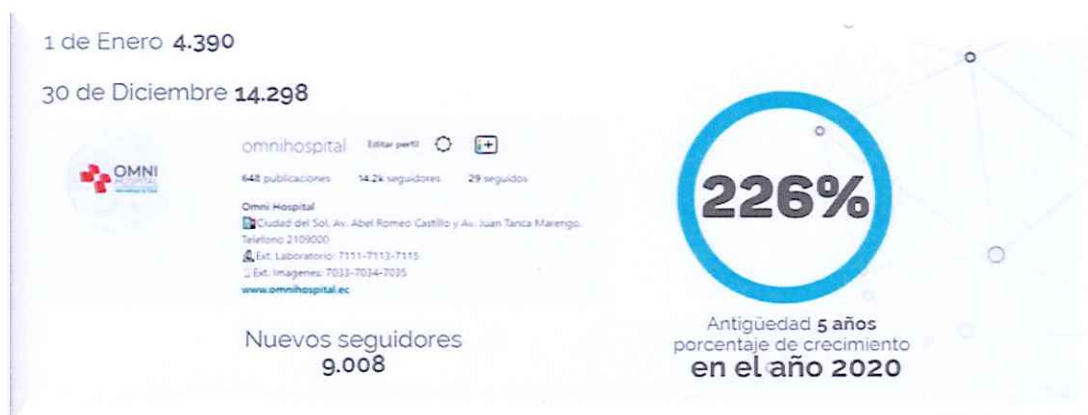 1 de Enero 4.390
30 de Diciembre 14.298
OMNI
HOSPITAL
omnihospital Editar perfil
648 publicaciones 14.2k seguidores 29 seguidos
Omni Hospital
Ciudad del Sol, Av. Abel Romeo Castillo y Av. Juan Tanca Marengo.
Telefono 2109000
Ext. Laboratorio: 7111-7113-7115
Ext. Imagenes: 7033-7034-7035
www.omnihospital.ec
Nuevos seguidores
9.008
226%
Antigüedad 5 años
porcentaje de crecimiento
en el año 2020